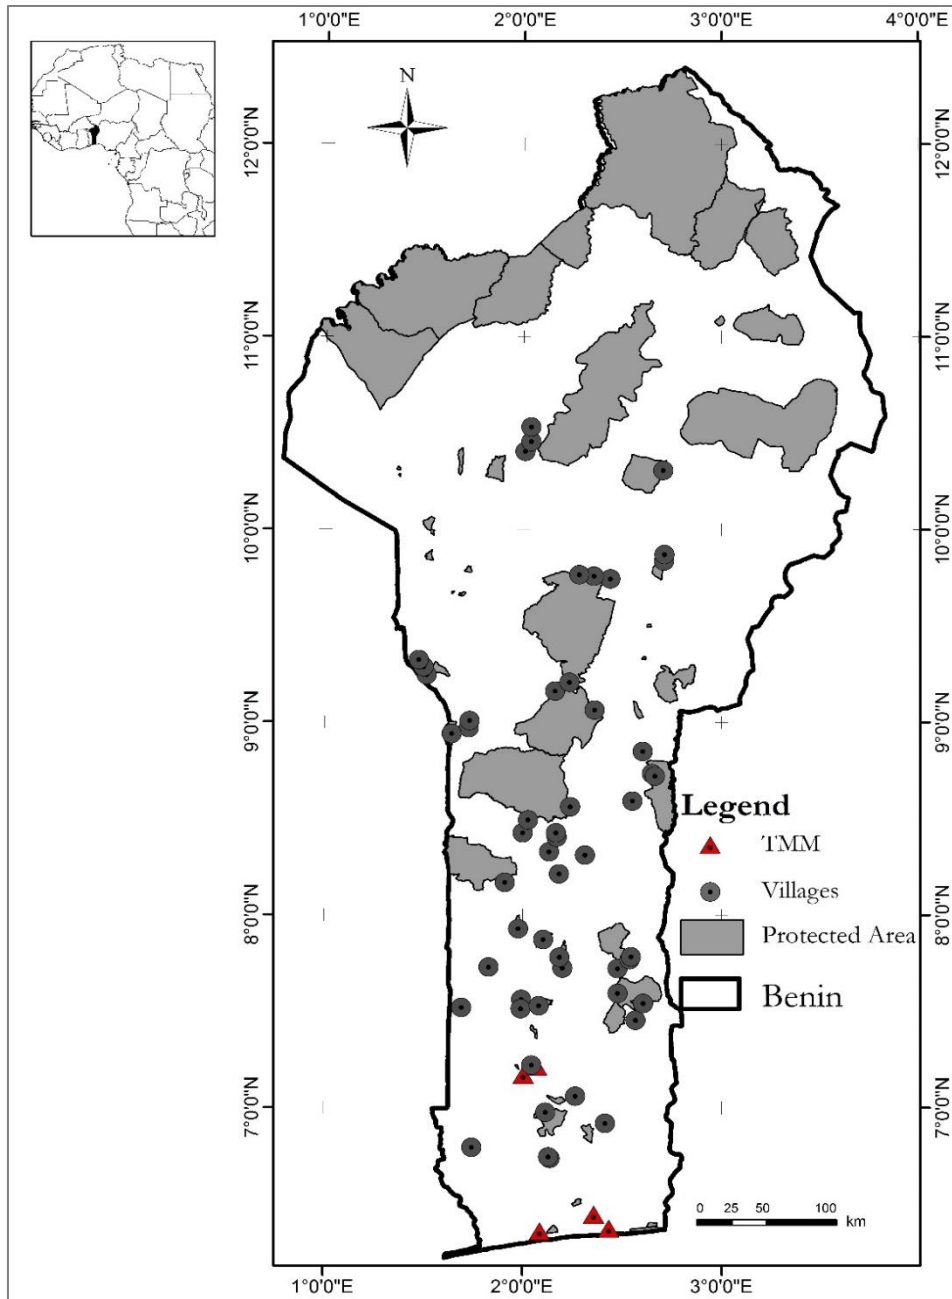 1°0'0"E 2°0'0"E 3°0'0"E 4°0'0"E
N
12°0'0"N 12°0'0"N
11°0'0"N 11°0'0"N
10°0'0"N 10°0'0"N
9°0'0"N 9°0'0"N
Legend
TMM
Villages
8°0'0"N 8°0'0"N
Protected Area
Benin
7°0'0"N 7°0'0"N
0 25 50 100
km
1°0'0"E 2°0'0"E 3°0'0"E